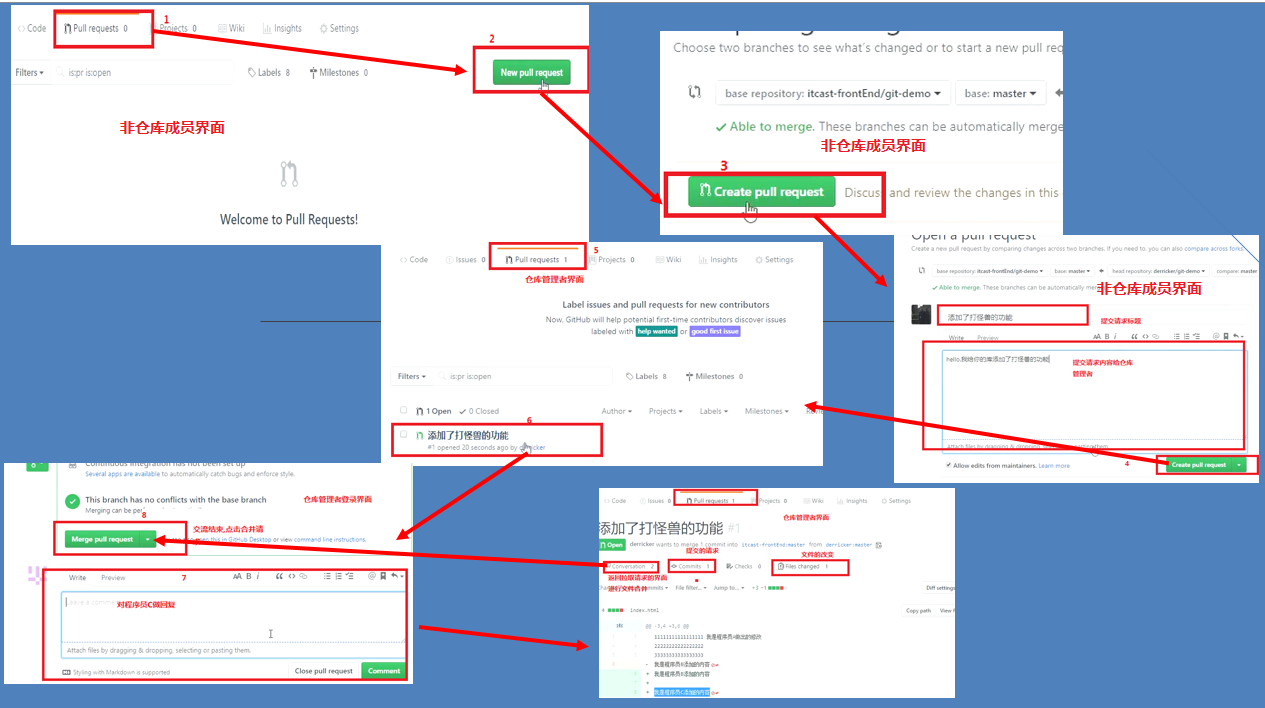 Code Pull requests 0 1 Projects 0 Wiki Insights Settings
Filters is:pr is:open Labels 8 Milestones 0
2
New pull request
非仓库成员界面
Welcome to Pull Requests!
Choose two branches to see what's changed or to start a new pull req
base repository: itcast-frontEnd/git-demo base: master
Able to merge. These branches can be automatically merge
非仓库成员界面
3
Create pull request Discuss and review the changes in this
Open a pull request
Create a new pull request by comparing changes across two branches. If you need to, you can also compare across forks.
base repository: itcast-frontEnd/git-demo base: master head repository: derricker/git-demo compare: master
Able to merge. These branches can be automatically mer
非仓库成员界面
添加了打怪兽的功能
提交请求标题
Write Preview
hello,我给你的库添加了打怪兽的功能
提交请求内容给仓库
管理者
Attach files by dragging & dropping, selecting or pasting them.
Allow edits from maintainers. Learn more
4
Create pull request
Code Issues 0 Pull requests 1 5 Projects 0 Wiki Insights Settings
仓库管理者界面
Label issues and pull requests for new contributors
Now, GitHub will help potential first-time contributors discover issues
labeled with help wanted or good first issue
Filters is:pr is:open Labels 8 Milestones 0
1 Open 0 Closed Author Projects Labels Milestones
6
添加了打怪兽的功能
#1 opened 20 seconds ago by derricker
Continuous integration has not been set up
Several apps are available to automatically catch bugs and enforce style.
This branch has no conflicts with the base branch
Merging can be pe
仓库管理者登录界面
8
交流结束,点击合并请
Merge pull request
open this in GitHub Desktop or view command line instructions.
Write Preview
7
Leave a comme
对程序员C做回复
Attach files by dragging & dropping, selecting or pasting them.
Styling with Markdown is supported Close pull request Comment
Code Issues 0 Pull requests 1 Projects 0 Wiki Insights Settings
仓库管理者界面
添加了打怪兽的功能 #1
Open derricker wants to merge 1 commit into itcast-frontEnd:master from derricker:master
提交的请求 文件的改变
Conversation 2 Commits 1 Checks 0 Files changed 1
返回拉取请求的界面
进行文件合并
File filter... Jump to... +3 −1
Diff settings
4 index.html Copy path View
@@ -3,4 +3,6 @@
我是程序员A做出的修改
2222222222222222
3333333333333333
- 我是程序员B添加的内容
+ 我是程序员B添加的内容
+
+ 我是程序员C添加的内容